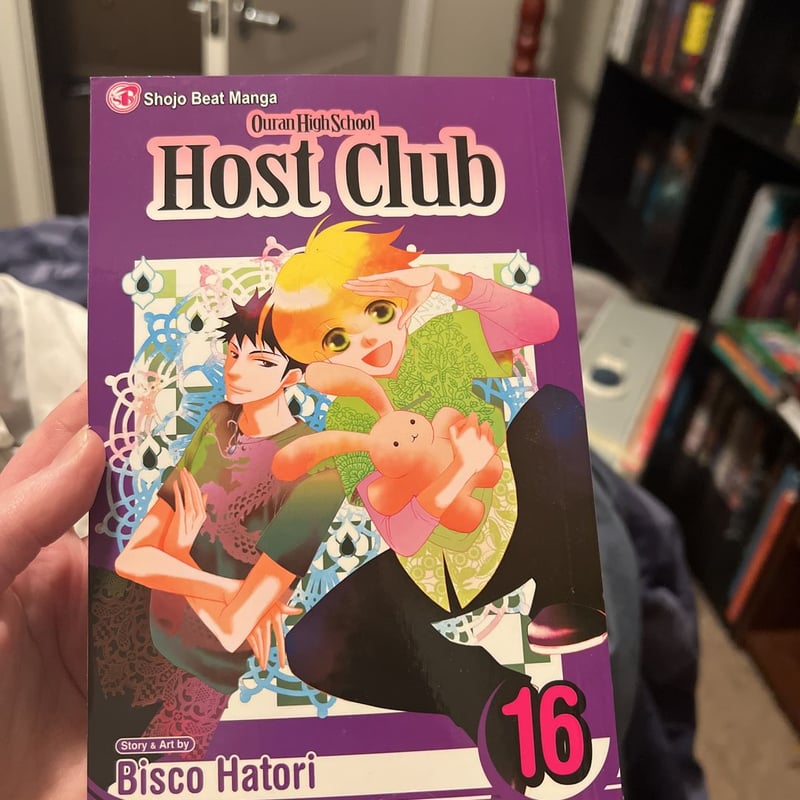 Shojo Beat Manga
Ouran High School
Host Club
Story & Art by
Bisco Hatori
16